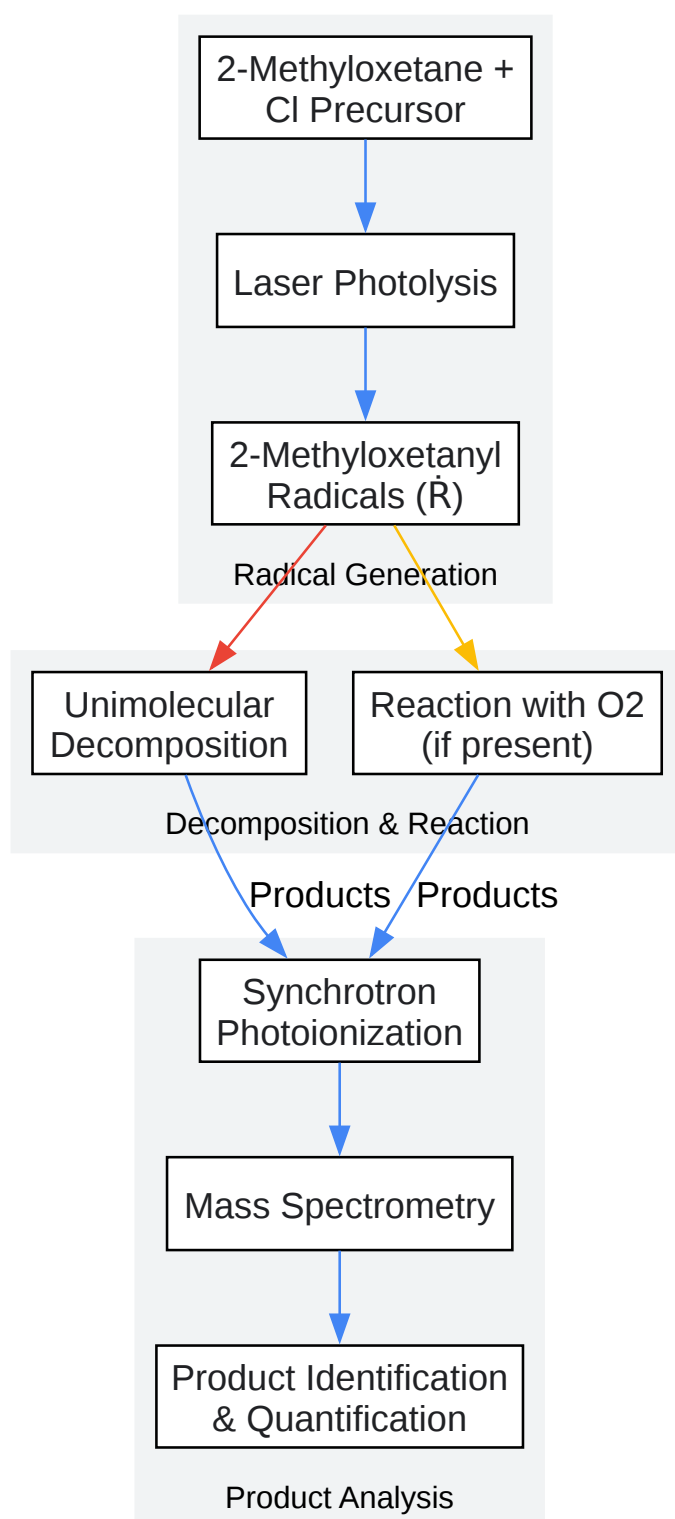 2-Methyloxetane +
Cl Precursor
Laser Photolysis
2-Methyloxetanyl
Radicals (Ṙ)
Radical Generation
Unimolecular
Decomposition
Reaction with O2
(if present)
Decomposition & Reaction
Products
Products
Synchrotron
Photoionization
Mass Spectrometry
Product Identification
& Quantification
Product Analysis